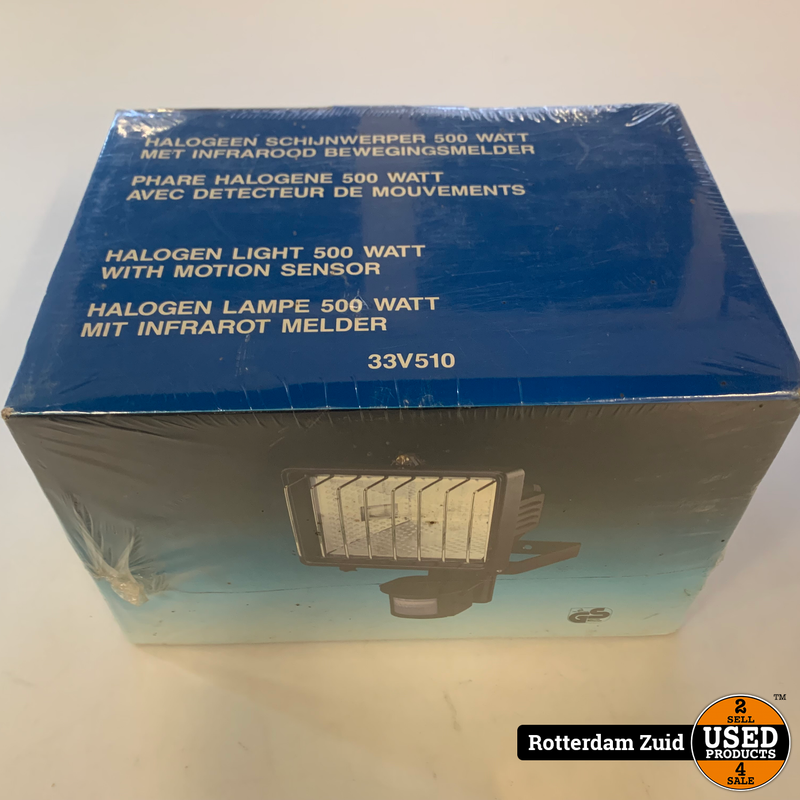 HALOGEEN SCHIJNWERPER 500 WATT
MET INFRAROOD BEWEGINGSMELDER
PHARE HALOGENE 500 WATT
AVEC DETECTEUR DE MOUVEMENTS
HALOGEN LIGHT 500 WATT
WITH MOTION SENSOR
HALOGEN LAMPE 500 WATT
MIT INFRAROT MELDER
33V510
GS
Rotterdam Zuid
2
SELL
USED
PRODUCTS
4
SALE
TM